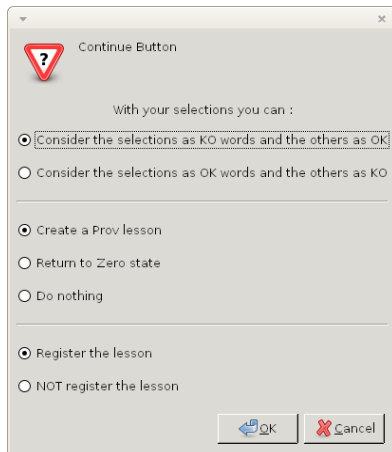 ?
Continue Button
With your selections you can :
Consider the selections as KO words and the others as OK
Consider the selections as OK words and the others as KO
Create a Prov lesson
Return to Zero state
Do nothing
Register the lesson
NOT register the lesson
OK Cancel